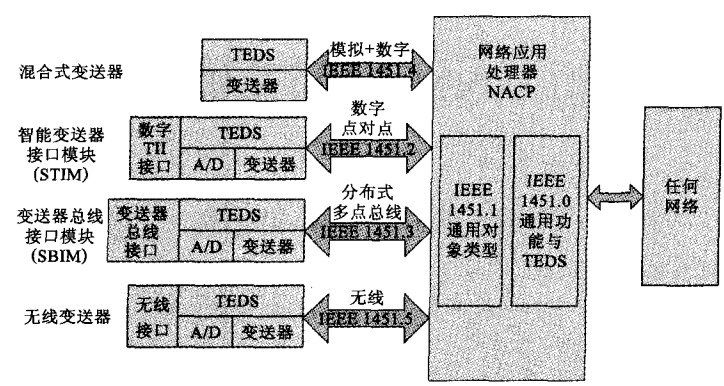 混合式变送器
TEDS
变送器
模拟+数字
IEEE 1451.4
智能变送器
接口模块
(STIM)
数字
TII
接口
TEDS
A/D
变送器
数字
点对点
IEEE 1451.2
变送器总线
接口模块
(SBIM)
变送器
总线
接口
TEDS
A/D
变送器
分布式
多点总线
IEEE 1451.3
无线变送器
无线
接口
TEDS
A/D
变送器
无线
IEEE 1451.5
网络应用
处理器
NACP
IEEE
1451.1
通用对
象类型
IEEE
1451.0
通用功
能与
TEDS
任何
网络